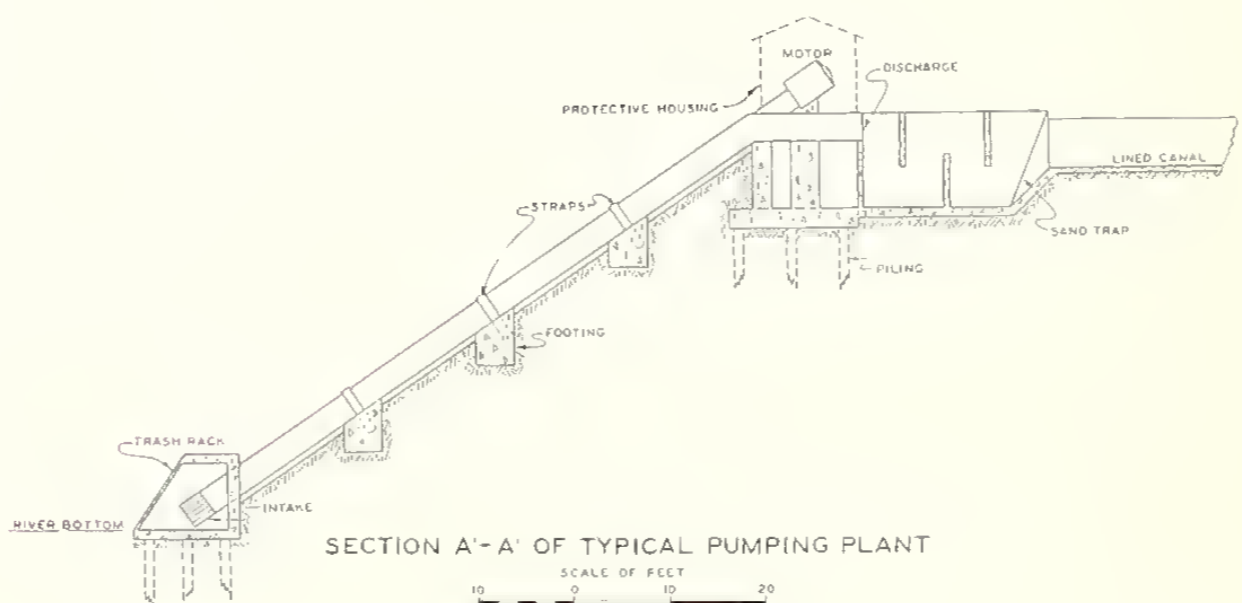 MOTOR
DISCHARGE
PROTECTIVE HOUSING
LINED CANAL
STRAPS
SAND TRAP
PILING
FOOTING
TRASH RACK
INTAKE
RIVER BOTTOM
SECTION A'-A' OF TYPICAL PUMPING PLANT
SCALE OF FEET
10 0 10 20